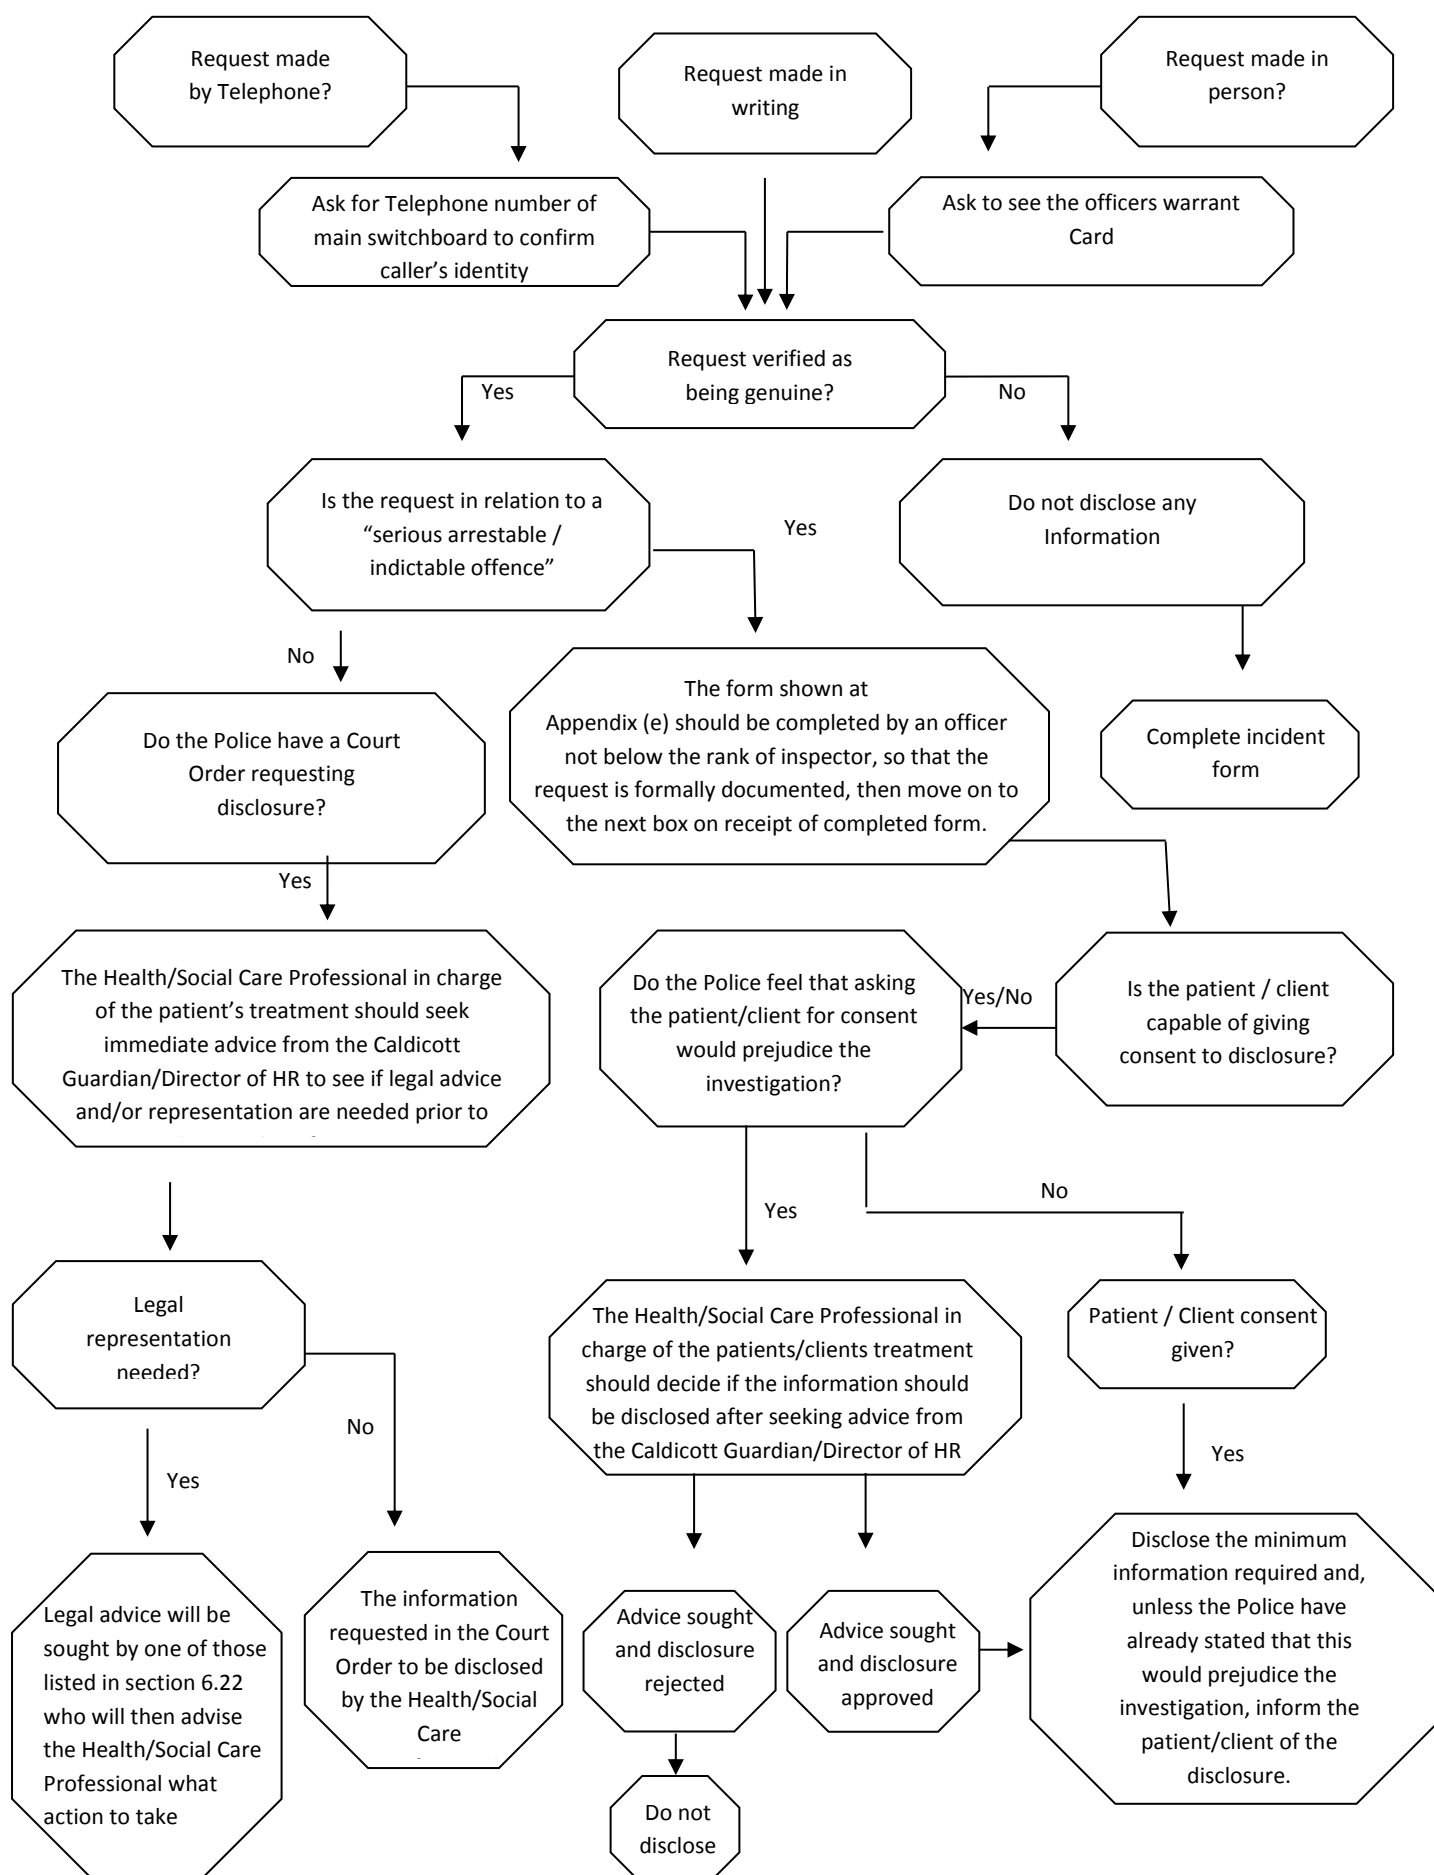 Request made
by Telephone?
Request made in
writing
Request made in
person?
Ask for Telephone number of
main switchboard to confirm
caller’s identity
Ask to see the officers warrant
Card
Request verified as
being genuine?
Yes
No
Is the request in relation to a
“serious arrestable /
indictable offence”
Yes
Do not disclose any
Information
No
The form shown at
Appendix (e) should be completed by an officer
not below the rank of inspector, so that the
request is formally documented, then move on to
the next box on receipt of completed form.
Do the Police have a Court
Order requesting
disclosure?
Complete incident
form
Yes
The Health/Social Care Professional in charge
of the patient’s treatment should seek
immediate advice from the Caldicott
Guardian/Director of HR to see if legal advice
and/or representation are needed prior to
Do the Police feel that asking
the patient/client for consent
would prejudice the
investigation?
Yes/No
Is the patient / client
capable of giving
consent to disclosure?
Yes
No
Legal
representation
needed?
The Health/Social Care Professional in
charge of the patients/clients treatment
should decide if the information should
be disclosed after seeking advice from
the Caldicott Guardian/Director of HR
Patient / Client consent
given?
No
Yes
Yes
Legal advice will be
sought by one of those
listed in section 6.22
who will then advise
the Health/Social Care
Professional what
action to take
The information
requested in the Court
Order to be disclosed
by the Health/Social
Care
Advice sought
and disclosure
rejected
Advice sought
and disclosure
approved
Disclose the minimum
information required and,
unless the Police have
already stated that this
would prejudice the
investigation, inform the
patient/client of the
disclosure.
Do not
disclose